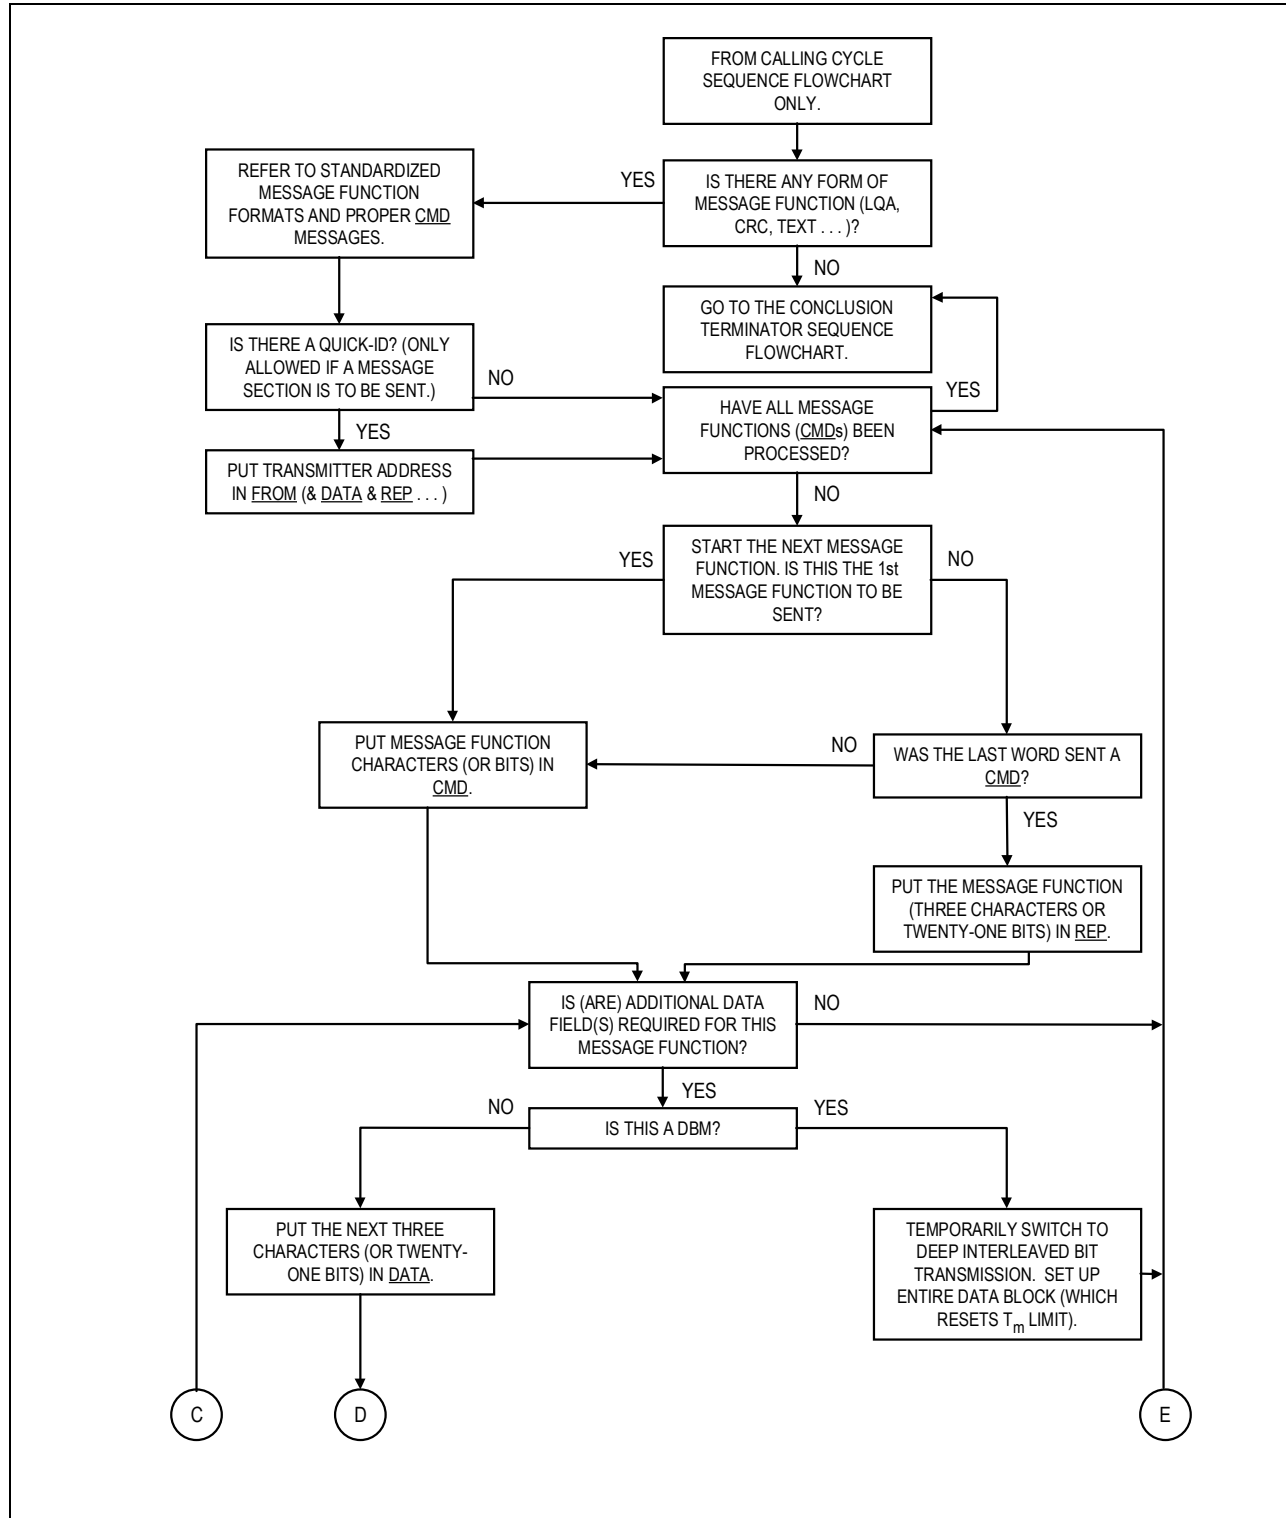 FROM CALLING CYCLE
SEQUENCE FLOWCHART
ONLY.
REFER TO STANDARDIZED
MESSAGE FUNCTION
FORMATS AND PROPER CMD
MESSAGES.
YES
IS THERE ANY FORM OF
MESSAGE FUNCTION (LQA,
CRC, TEXT . . . )?
NO
GO TO THE CONCLUSION
TERMINATOR SEQUENCE
FLOWCHART.
IS THERE A QUICK-ID? (ONLY
ALLOWED IF A MESSAGE
SECTION IS TO BE SENT.)
NO
YES
HAVE ALL MESSAGE
FUNCTIONS (CMDs) BEEN
PROCESSED?
YES
PUT TRANSMITTER ADDRESS
IN FROM (& DATA & REP . . . )
NO
START THE NEXT MESSAGE
FUNCTION. IS THIS THE 1st
MESSAGE FUNCTION TO BE
SENT?
YES
NO
PUT MESSAGE FUNCTION
CHARACTERS (OR BITS) IN
CMD.
NO
WAS THE LAST WORD SENT A
CMD?
YES
PUT THE MESSAGE FUNCTION
(THREE CHARACTERS OR
TWENTY-ONE BITS) IN REP.
IS (ARE) ADDITIONAL DATA
FIELD(S) REQUIRED FOR THIS
MESSAGE FUNCTION?
NO
YES
NO
IS THIS A DBM?
YES
PUT THE NEXT THREE
CHARACTERS (OR TWENTY-
ONE BITS) IN DATA.
TEMPORARILY SWITCH TO
DEEP INTERLEAVED BIT
TRANSMISSION. SET UP
ENTIRE DATA BLOCK (WHICH
RESETS Tm LIMIT).
C
D
E